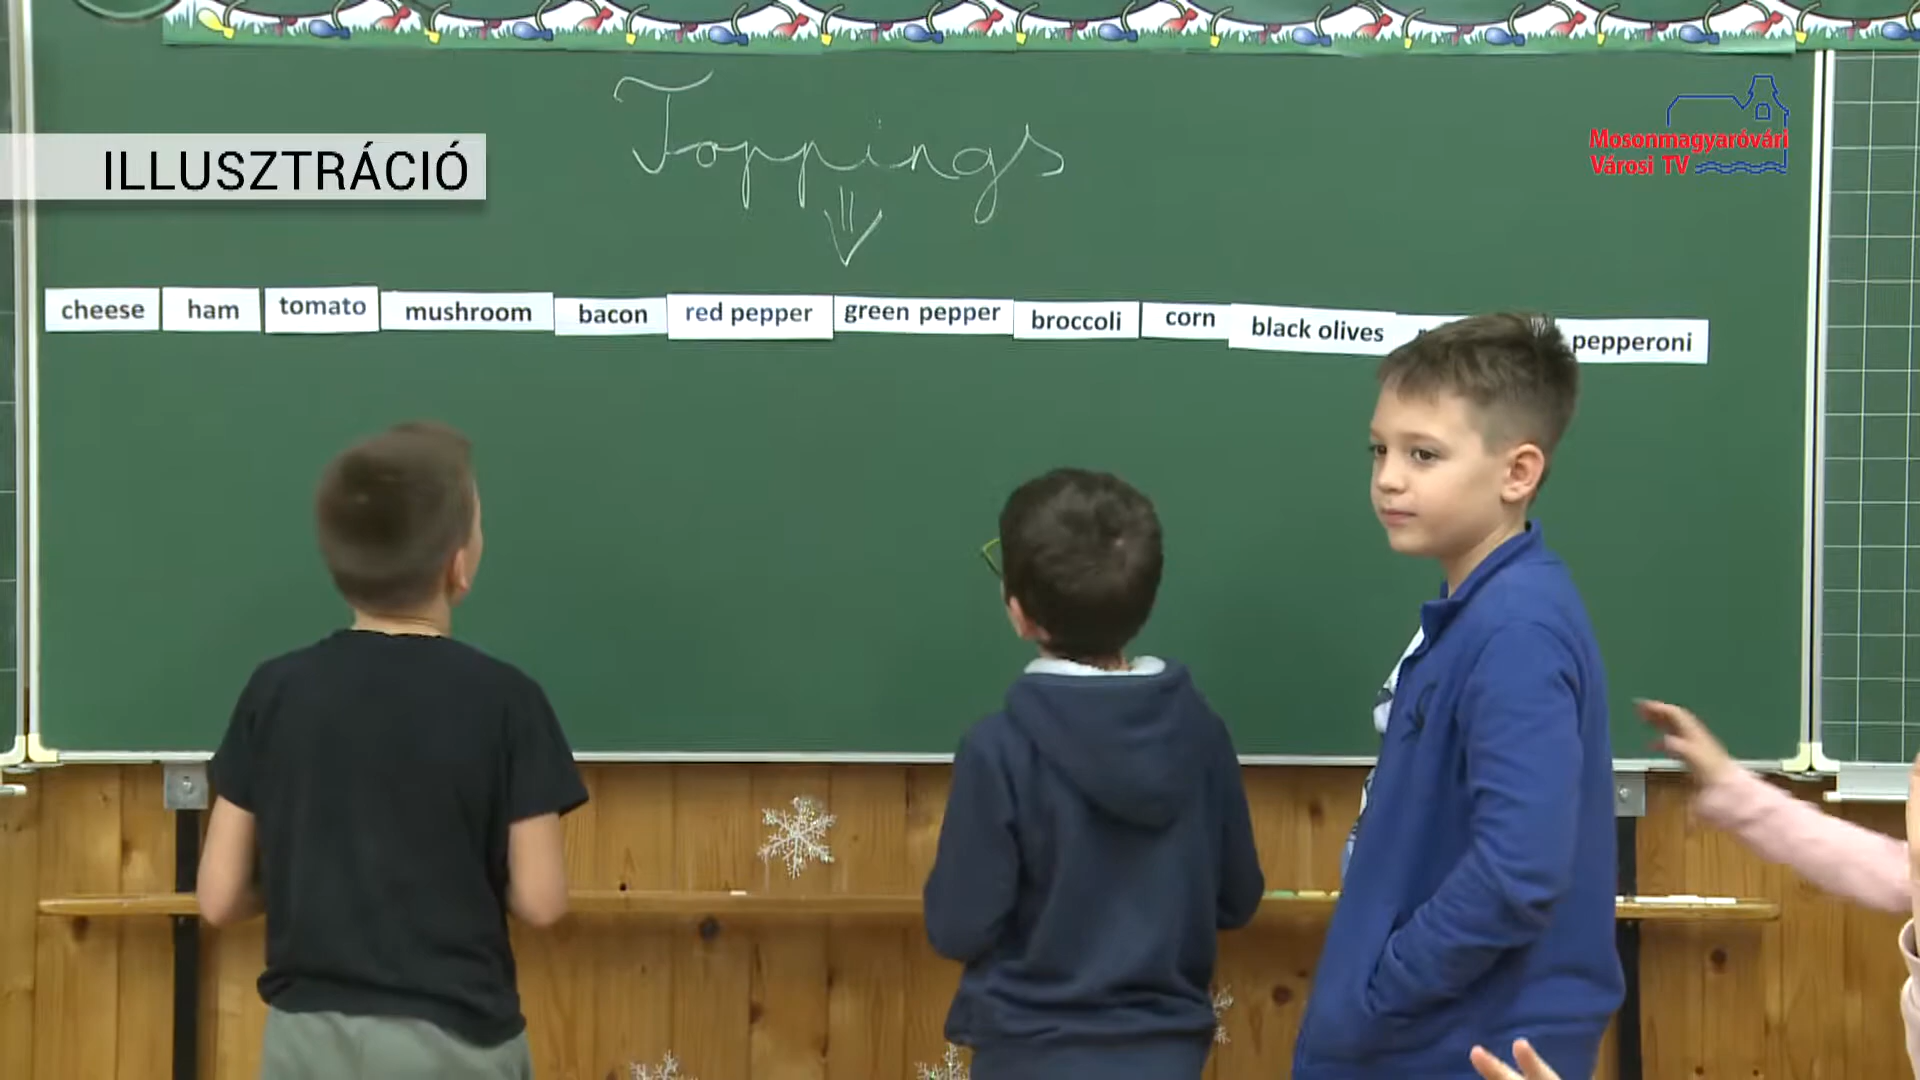 Toppings
ILLUSZTRÁCIÓ
Mosonmagyaróvári
Városi TV
cheese ham tomato mushroom bacon red pepper green pepper broccoli corn black olives pepperoni